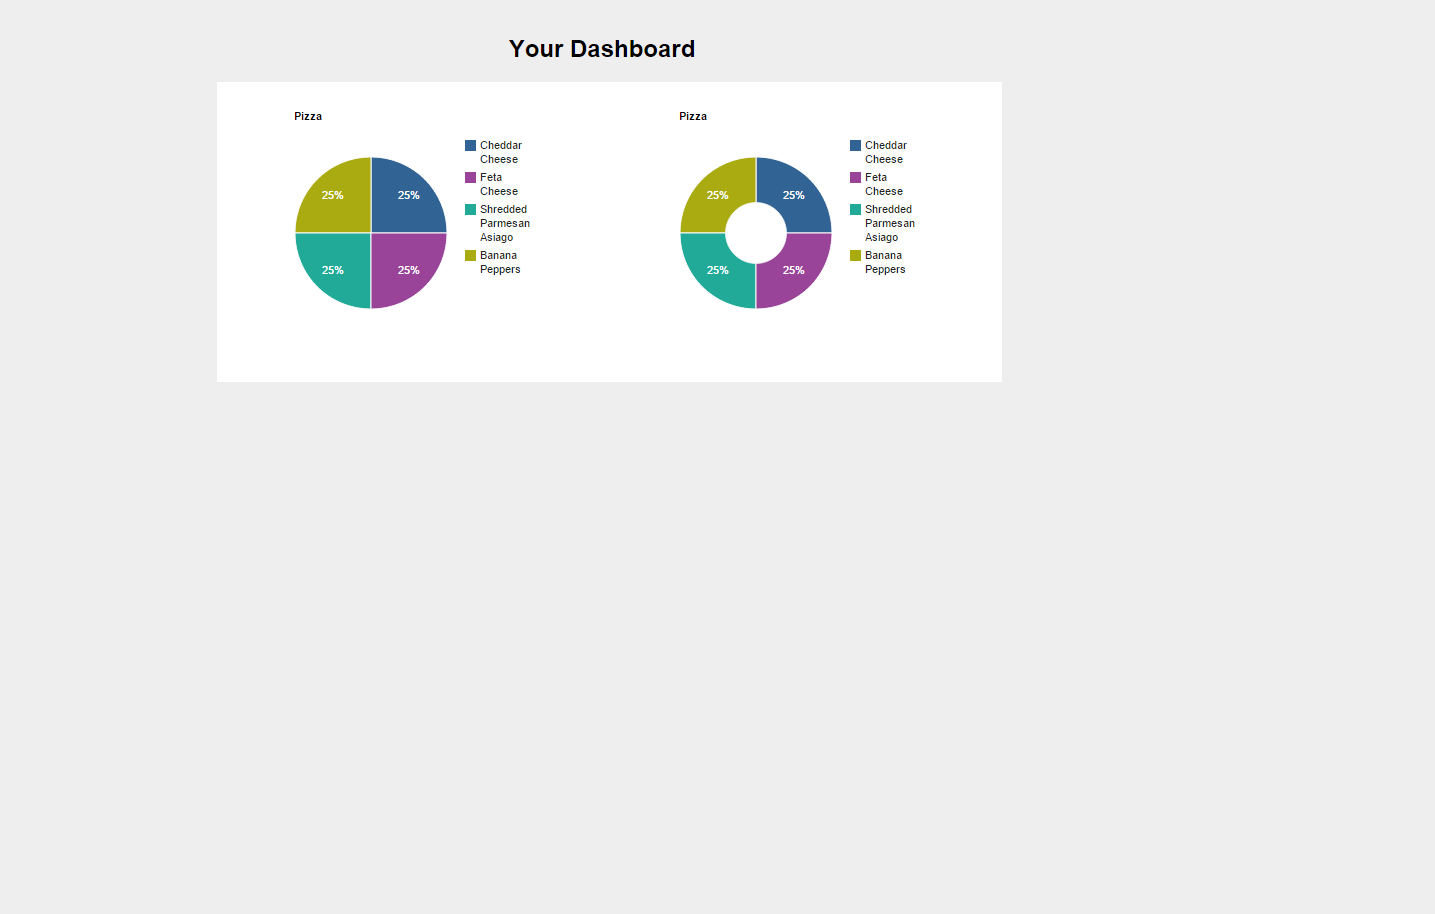 Your Dashboard
Pizza
25%
25%
25%
25%
Cheddar
Cheese
Feta
Cheese
Shredded
Parmesan
Asiago
Banana
Peppers
Pizza
25%
25%
25%
25%
Cheddar
Cheese
Feta
Cheese
Shredded
Parmesan
Asiago
Banana
Peppers